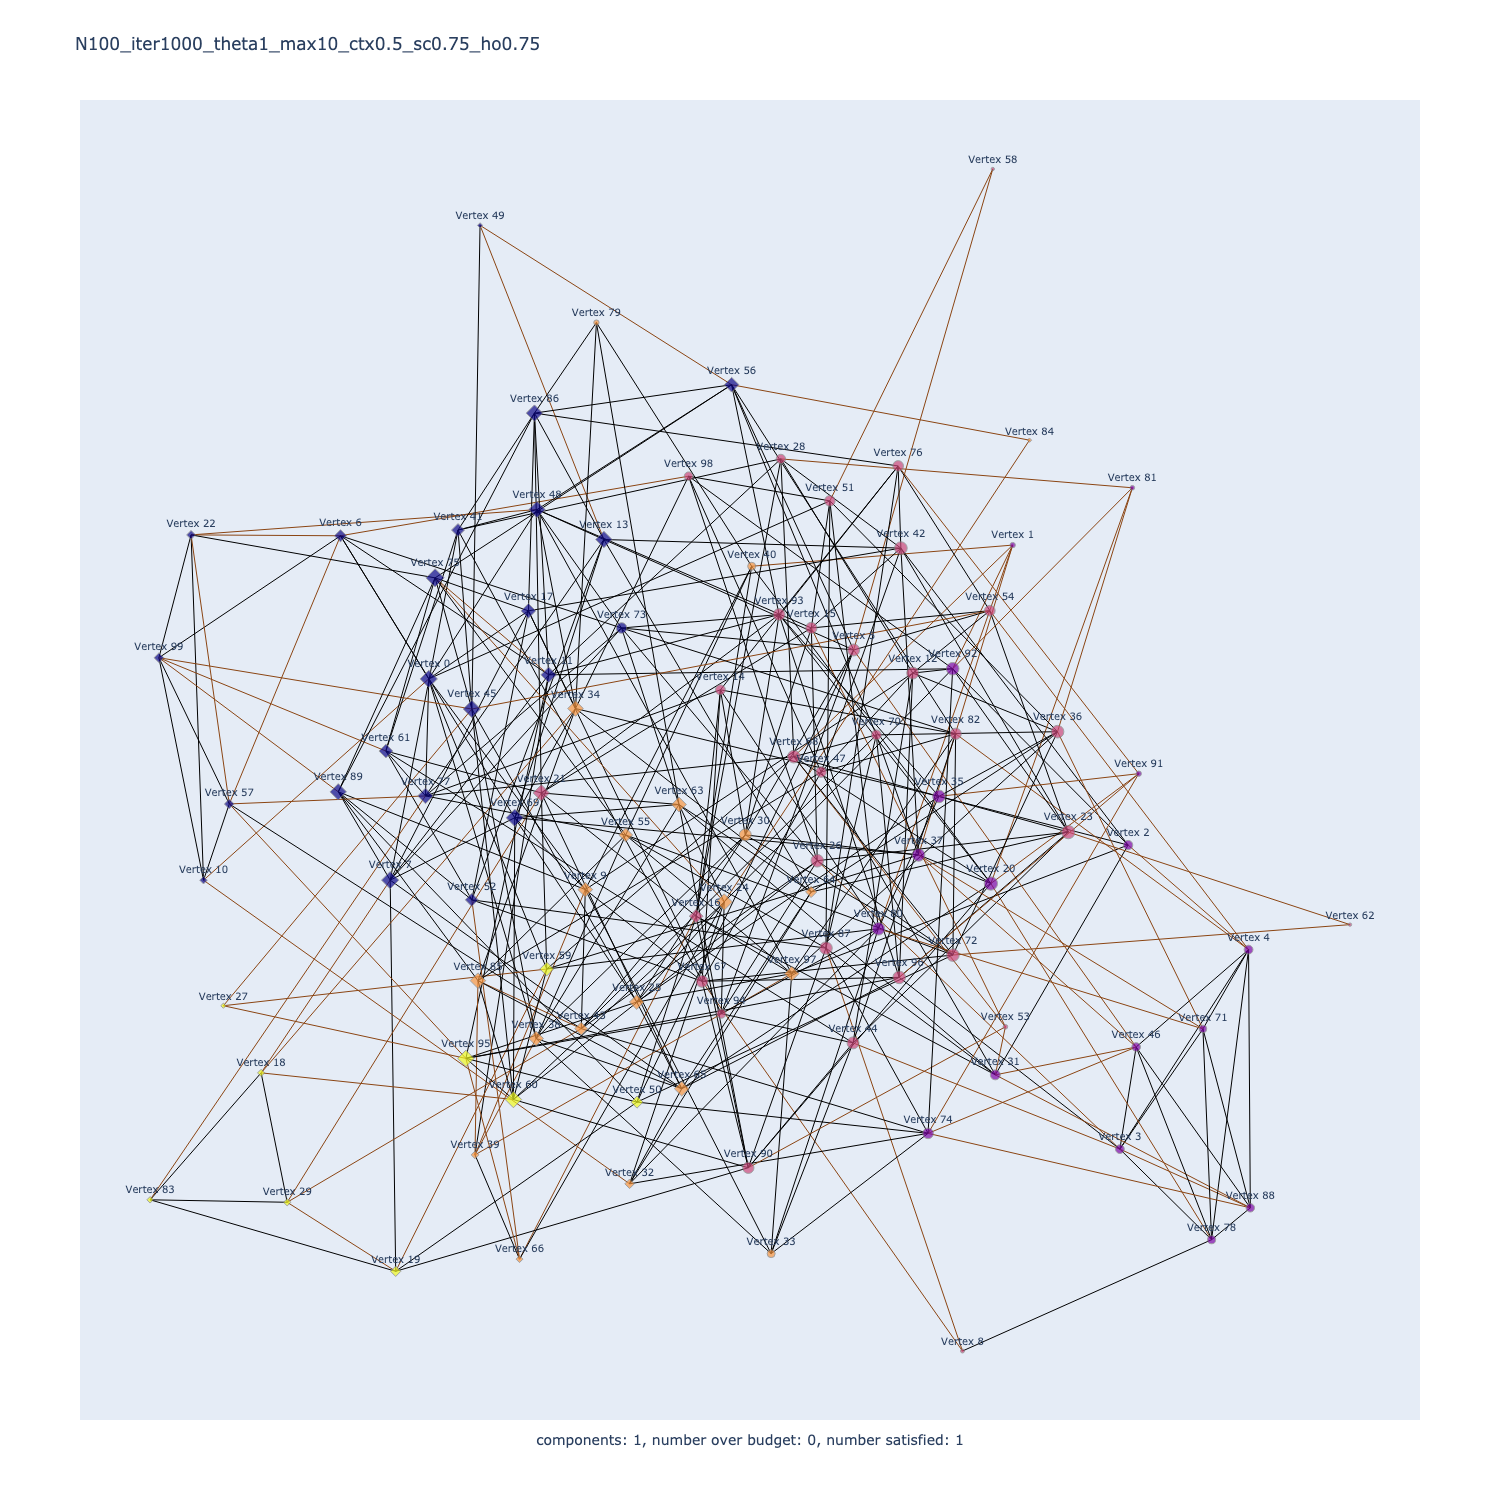 N100_iter1000_theta1_max10_ctx0.5_sc0.75_ho0.75
Vertex 58
Vertex 49
Vertex 79
Vertex 56
Vertex 86
Vertex 84
Vertex 28
Vertex 76
Vertex 98
Vertex 81
Vertex 51
Vertex 48
Vertex 22
Vertex 6
Vertex 41
Vertex 13
Vertex 42
Vertex 1
Vertex 40
Vertex 75
Vertex 17
Vertex 93
Vertex 54
Vertex 73
Vertex 15
Vertex 5
Vertex 99
Vertex 92
Vertex 0
Vertex 11
Vertex 12
Vertex 14
Vertex 45
Vertex 34
Vertex 82
Vertex 36
Vertex 70
Vertex 61
Vertex 47
Vertex 91
Vertex 89
Vertex 77
Vertex 21
Vertex 35
Vertex 57
Vertex 63
Vertex 55
Vertex 30
Vertex 23
Vertex 2
Vertex 26
Vertex 37
Vertex 10
Vertex 7
Vertex 9
Vertex 20
Vertex 52
Vertex 24
Vertex 16
Vertex 62
Vertex 80
Vertex 87
Vertex 72
Vertex 4
Vertex 59
Vertex 97
Vertex 67
Vertex 96
Vertex 27
Vertex 25
Vertex 53
Vertex 71
Vertex 43
Vertex 38
Vertex 44
Vertex 46
Vertex 95
Vertex 18
Vertex 31
Vertex 60
Vertex 50
Vertex 74
Vertex 3
Vertex 39
Vertex 90
Vertex 32
Vertex 83
Vertex 29
Vertex 88
Vertex 78
Vertex 33
Vertex 66
Vertex 19
Vertex 8
components: 1, number over budget: 0, number satisfied: 1